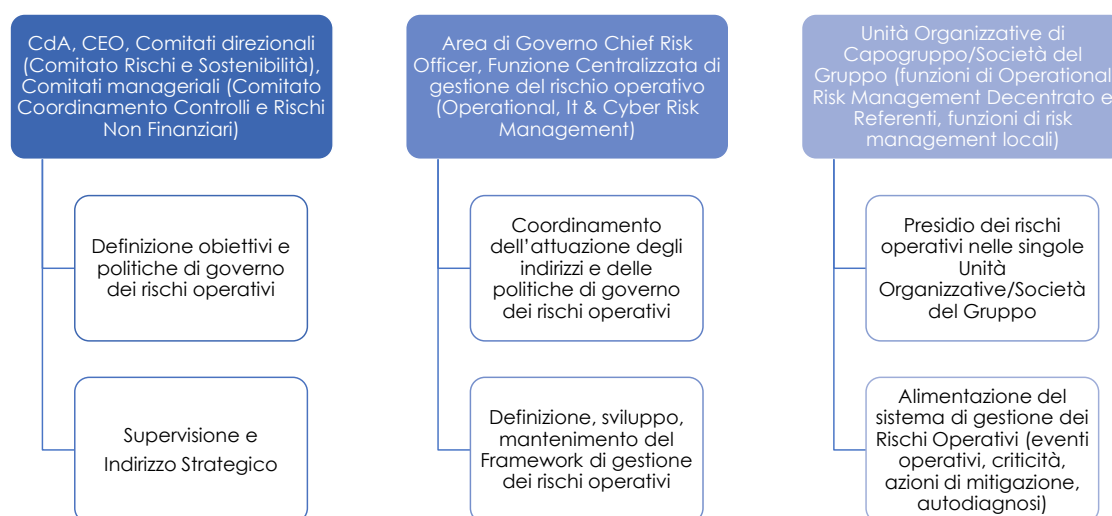 CdA, CEO, Comitati direzionali
(Comitato Rischi e Sostenibilità),
Comitati manageriali (Comitato
Coordinamento Controlli e Rischi
Non Finanziari)
Definizione obiettivi e
politiche di governo
dei rischi operativi
Supervisione e
Indirizzo Strategico
Area di Governo Chief Risk
Officer, Funzione Centralizzata di
gestione del rischio operativo
(Operational, It & Cyber Risk
Management)
Coordinamento
dell'attuazione degli
indirizzi e delle
politiche di governo
dei rischi operativi
Definizione, sviluppo,
mantenimento del
Framework di gestione
dei rischi operativi
Unità Organizzative di
Capogruppo/Società del
Gruppo (funzioni di Operational
Risk Management Decentrato e
Referenti, funzioni di risk
management locali)
Presidio dei rischi
operativi nelle singole
Unità
Organizzative/Società
del Gruppo
Alimentazione del
sistema di gestione dei
Rischi Operativi (eventi
operativi, criticità,
azioni di mitigazione,
autodiagnosi)